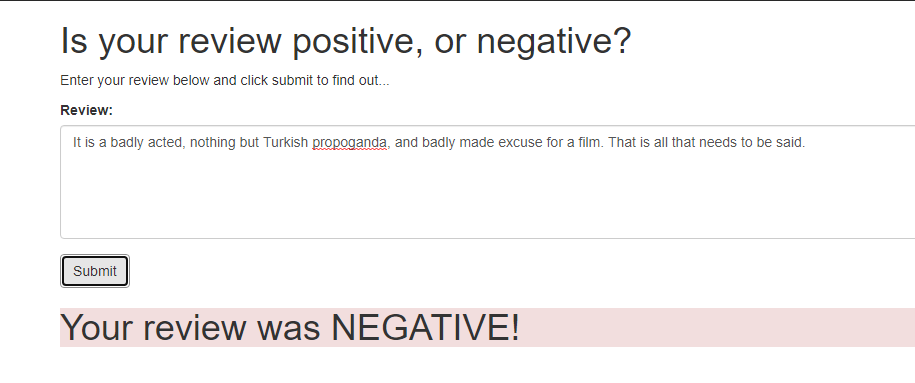 Is your review positive, or negative?
Enter your review below and click submit to find out...
Review:
It is a badly acted, nothing but Turkish propoganda, and badly made excuse for a film. That is all that needs to be said.
Submit
Your review was NEGATIVE!